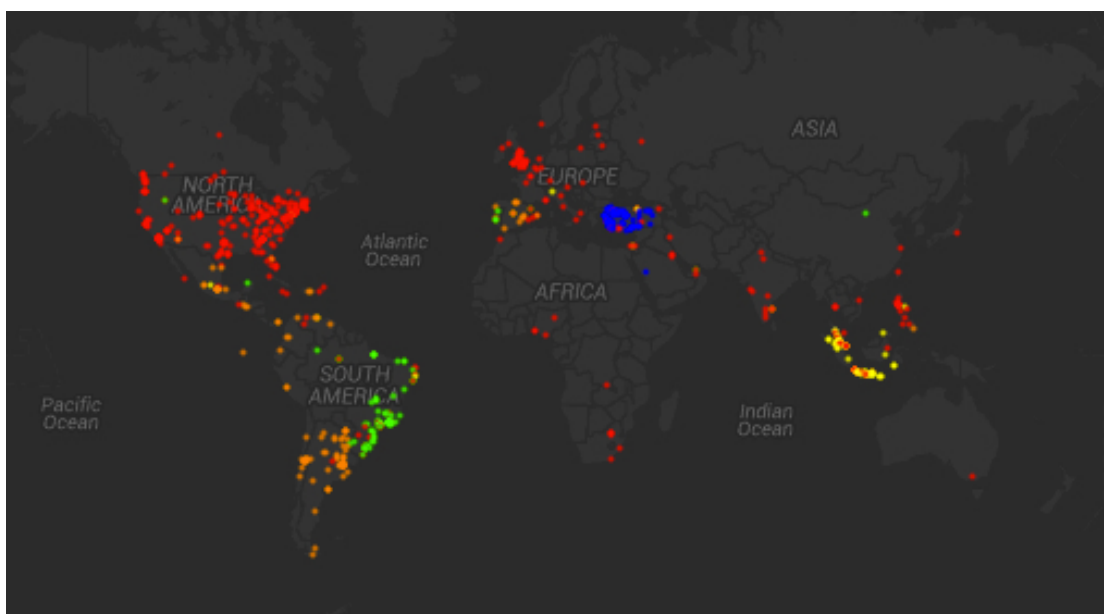 ASIA
NORTH
AMERICA
EUROPE
Atlantic
Ocean
AFRICA
SOUTH
AMERICA
Pacific
Ocean
Indian
Ocean